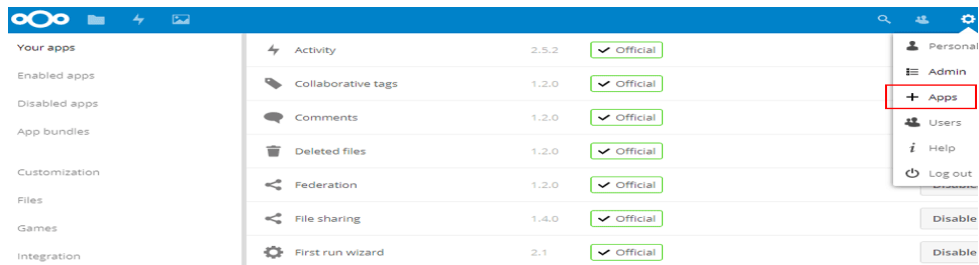 Your apps
Enabled apps
Disabled apps
App bundles
Customization
Files
Games
Integration
Activity 2.5.2 Official
Collaborative tags 1.2.0 Official
Comments 1.2.0 Official
Deleted files 1.2.0 Official
Federation 1.2.0 Official Disable
File sharing 1.4.0 Official Disable
First run wizard 2.1 Official Disable
Personal
Admin
Apps
Users
Help
Log out